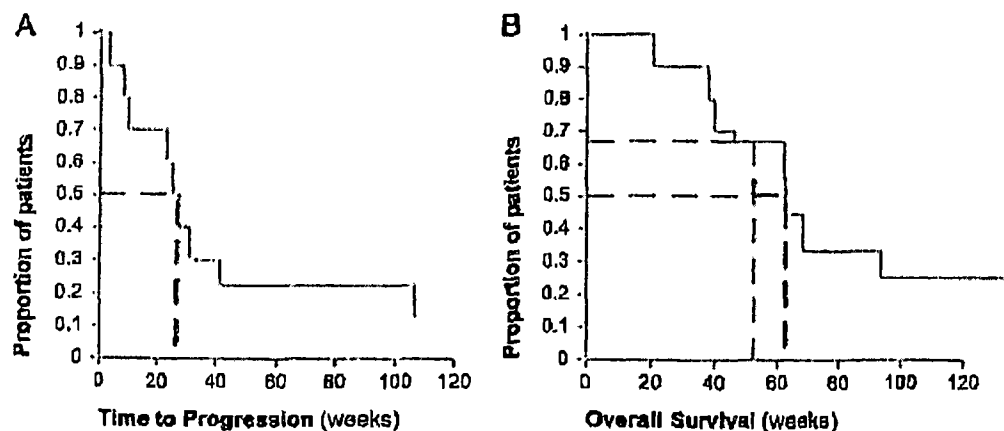 A
1
0.9
0.8
0.7
0.6
0.5
0.4
0.3
0.2
0.1
0
Proportion of patients
0 20 40 60 80 100 120
Time to Progression (weeks)
B
1
0.9
0.8
0.7
0.6
0.5
0.4
0.3
0.2
0.1
0
Proportion of patients
0 20 40 60 80 100 120
Overall Survival (weeks)